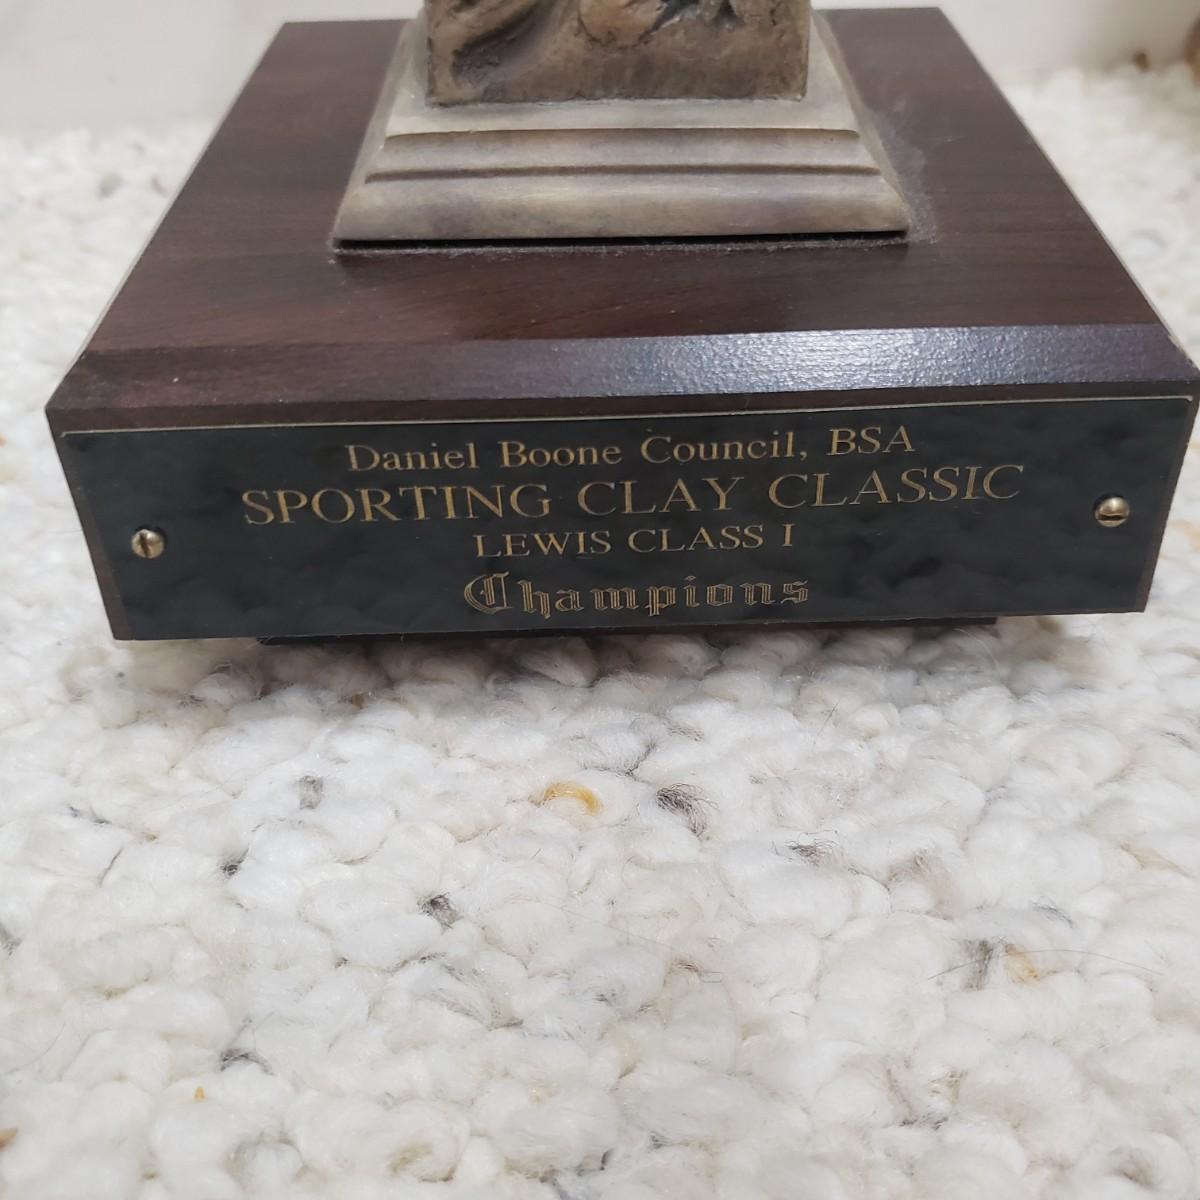 Daniel Boone Council, BSA
SPORTING CLAY CLASSIC
LEWIS CLASS I
Champions